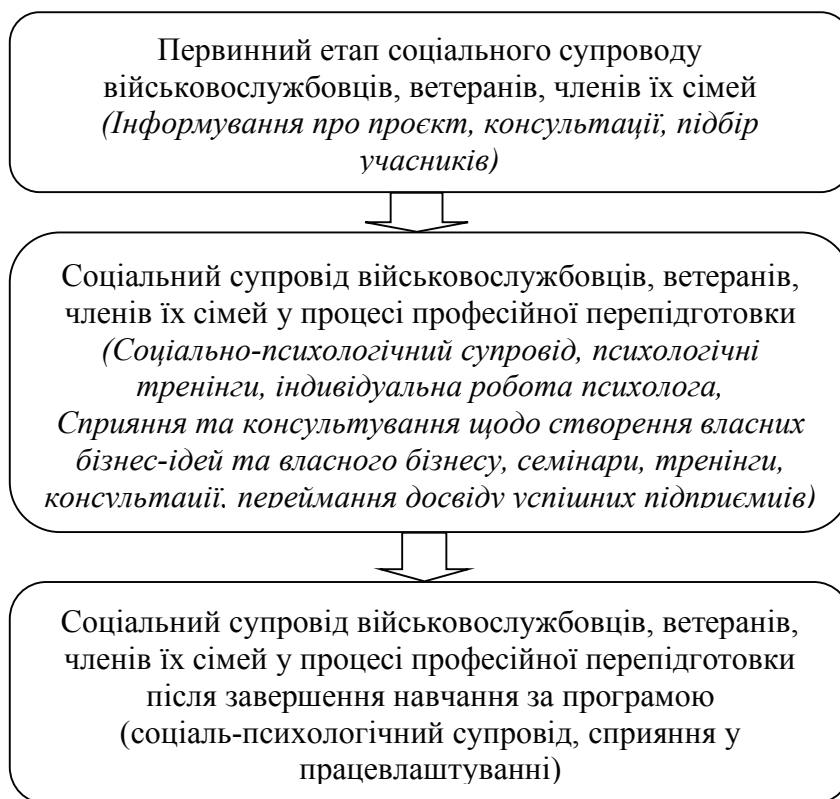 Первинний етап соціального супроводу
військовослужбовців, ветеранів, членів їх сімей
(Інформування про проєкт, консультації, підбір
учасників)
Соціальний супровід військовослужбовців, ветеранів,
членів їх сімей у процесі професійної перепідготовки
(Соціально-психологічний супровід, психологічні
тренінги, індивідуальна робота психолога,
Сприяння та консультування щодо створення власних
бізнес-ідей та власного бізнесу, семінари, тренінги,
консультації, переймання досвіду успішних підприємців)
Соціальний супровід військовослужбовців, ветеранів,
членів їх сімей у процесі професійної перепідготовки
після завершення навчання за програмою
(соціаль-психологічний супровід, сприяння у
працевлаштуванні)